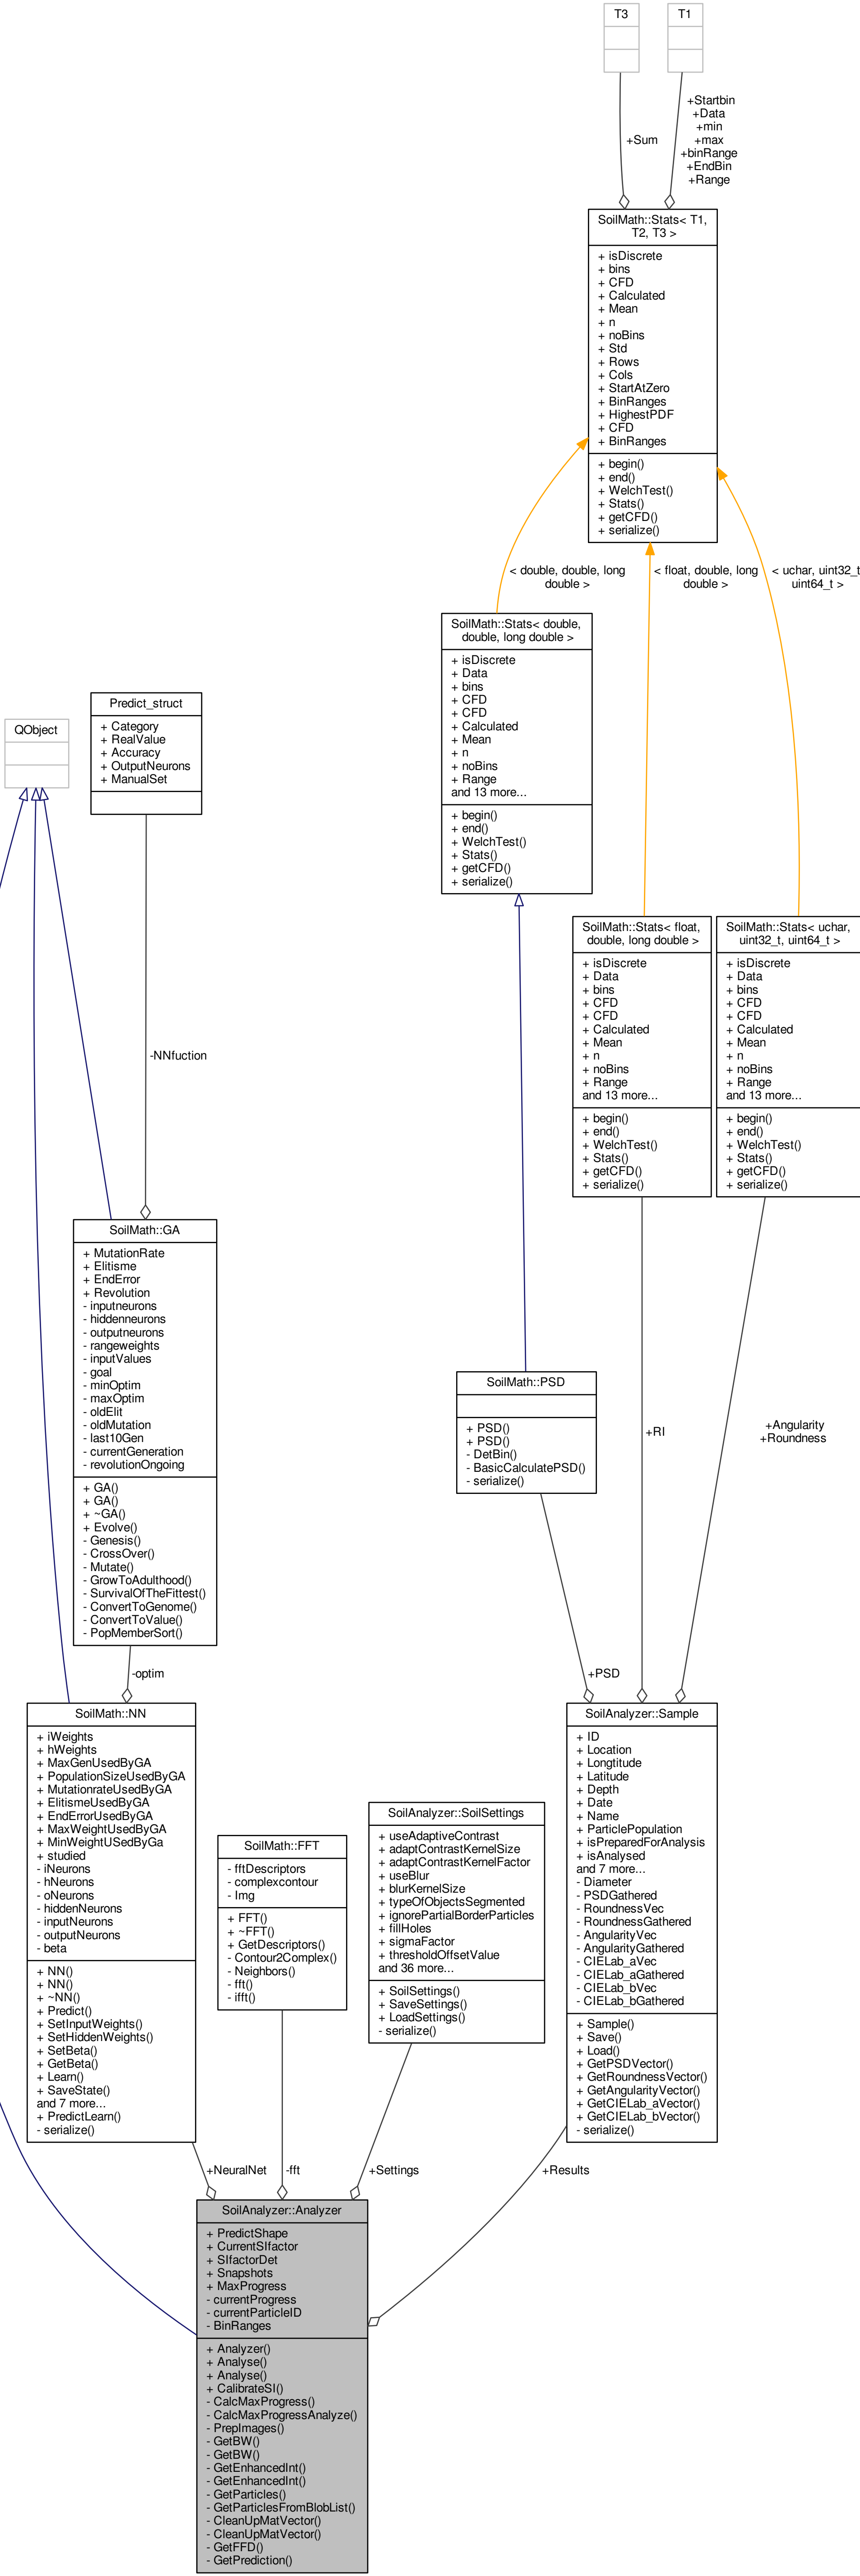 T3
T1
+Sum
+Startbin
+Data
+min
+max
+binRange
+EndBin
+Range
SoilMath::Stats< T1,
T2, T3 >
+ isDiscrete
+ bins
+ CFD
+ Calculated
+ Mean
+ n
+ noBins
+ Std
+ Rows
+ Cols
+ StartAtZero
+ BinRanges
+ HighestPDF
+ CFD
+ BinRanges
+ begin()
+ end()
+ WelchTest()
+ Stats()
+ getCFD()
+ serialize()
< double, double, long
double >
< float, double, long
double >
< uchar, uint32_t
uint64_t >
SoilMath::Stats< double,
double, long double >
+ isDiscrete
+ Data
+ bins
+ CFD
+ CFD
+ Calculated
+ Mean
+ n
+ noBins
+ Range
and 13 more...
+ begin()
+ end()
+ WelchTest()
+ Stats()
+ getCFD()
+ serialize()
QObject
Predict_struct
+ Category
+ RealValue
+ Accuracy
+ OutputNeurons
+ ManualSet
-NNfuction
SoilMath::Stats< float,
double, long double >
+ isDiscrete
+ Data
+ bins
+ CFD
+ CFD
+ Calculated
+ Mean
+ n
+ noBins
+ Range
and 13 more...
+ begin()
+ end()
+ WelchTest()
+ Stats()
+ getCFD()
+ serialize()
SoilMath::Stats< uchar,
uint32_t, uint64_t >
+ isDiscrete
+ Data
+ bins
+ CFD
+ CFD
+ Calculated
+ Mean
+ n
+ noBins
+ Range
and 13 more...
+ begin()
+ end()
+ WelchTest()
+ Stats()
+ getCFD()
+ serialize()
SoilMath::GA
+ MutationRate
+ Elitisme
+ EndError
+ Revolution
- inputneurons
- hiddenneurons
- outputneurons
- rangeweights
- inputValues
- goal
- minOptim
- maxOptim
- oldElit
- oldMutation
- last10Gen
- currentGeneration
- revolutionOngoing
+ GA()
+ GA()
+ ~GA()
+ Evolve()
- Genesis()
- CrossOver()
- Mutate()
- GrowToAdulthood()
- SurvivalOfTheFittest()
- ConvertToGenome()
- ConvertToValue()
- PopMemberSort()
SoilMath::PSD
+ PSD()
+ PSD()
- DetBin()
- BasicCalculatePSD()
- serialize()
+RI
+Angularity
+Roundness
-optim
+PSD
SoilMath::NN
+ iWeights
+ hWeights
+ MaxGenUsedByGA
+ PopulationSizeUsedByGA
+ MutationrateUsedByGA
+ ElitismeUsedByGA
+ EndErrorUsedByGA
+ MaxWeightUsedByGA
+ MinWeightUSedByGa
+ studied
- iNeurons
- hNeurons
- oNeurons
- hiddenNeurons
- inputNeurons
- outputNeurons
- beta
+ NN()
+ NN()
+ ~NN()
+ Predict()
+ SetInputWeights()
+ SetHiddenWeights()
+ SetBeta()
+ GetBeta()
+ Learn()
+ SaveState()
and 7 more...
+ PredictLearn()
- serialize()
SoilMath::FFT
- fftDescriptors
- complexcontour
- Img
+ FFT()
+ ~FFT()
+ GetDescriptors()
- Contour2Complex()
- Neighbors()
- fft()
- ifft()
SoilAnalyzer::SoilSettings
+ useAdaptiveContrast
+ adaptContrastKernelSize
+ adaptContrastKernelFactor
+ useBlur
+ blurKernelSize
+ typeOfObjectsSegmented
+ ignorePartialBorderParticles
+ fillHoles
+ sigmaFactor
+ thresholdOffsetValue
and 36 more...
+ SoilSettings()
+ SaveSettings()
+ LoadSettings()
- serialize()
SoilAnalyzer::Sample
+ ID
+ Location
+ Longtitude
+ Latitude
+ Depth
+ Date
+ Name
+ ParticlePopulation
+ isPreparedForAnalysis
+ isAnalysed
and 7 more...
- Diameter
- PSDGathered
- RoundnessVec
- RoundnessGathered
- AngularityVec
- AngularityGathered
- CIELab_aVec
- CIELab_aGathered
- CIELab_bVec
- CIELab_bGathered
+ Sample()
+ Save()
+ Load()
+ GetPSDVector()
+ GetRoundnessVector()
+ GetAngularityVector()
+ GetCIELab_aVector()
+ GetCIELab_bVector()
- serialize()
+NeuralNet
-fft
+Settings
+Results
SoilAnalyzer::Analyzer
+ PredictShape
+ CurrentSIfactor
+ SIfactorDet
+ Snapshots
+ MaxProgress
- currentProgress
- currentParticleID
- BinRanges
+ Analyzer()
+ Analyse()
+ Analyse()
+ CalibrateSI()
- CalcMaxProgress()
- CalcMaxProgressAnalyze()
- PrepImages()
- GetBW()
- GetBW()
- GetEnhancedInt()
- GetEnhancedInt()
- GetParticles()
- GetParticlesFromBlobList()
- CleanUpMatVector()
- CleanUpMatVector()
- GetFFD()
- GetPrediction()